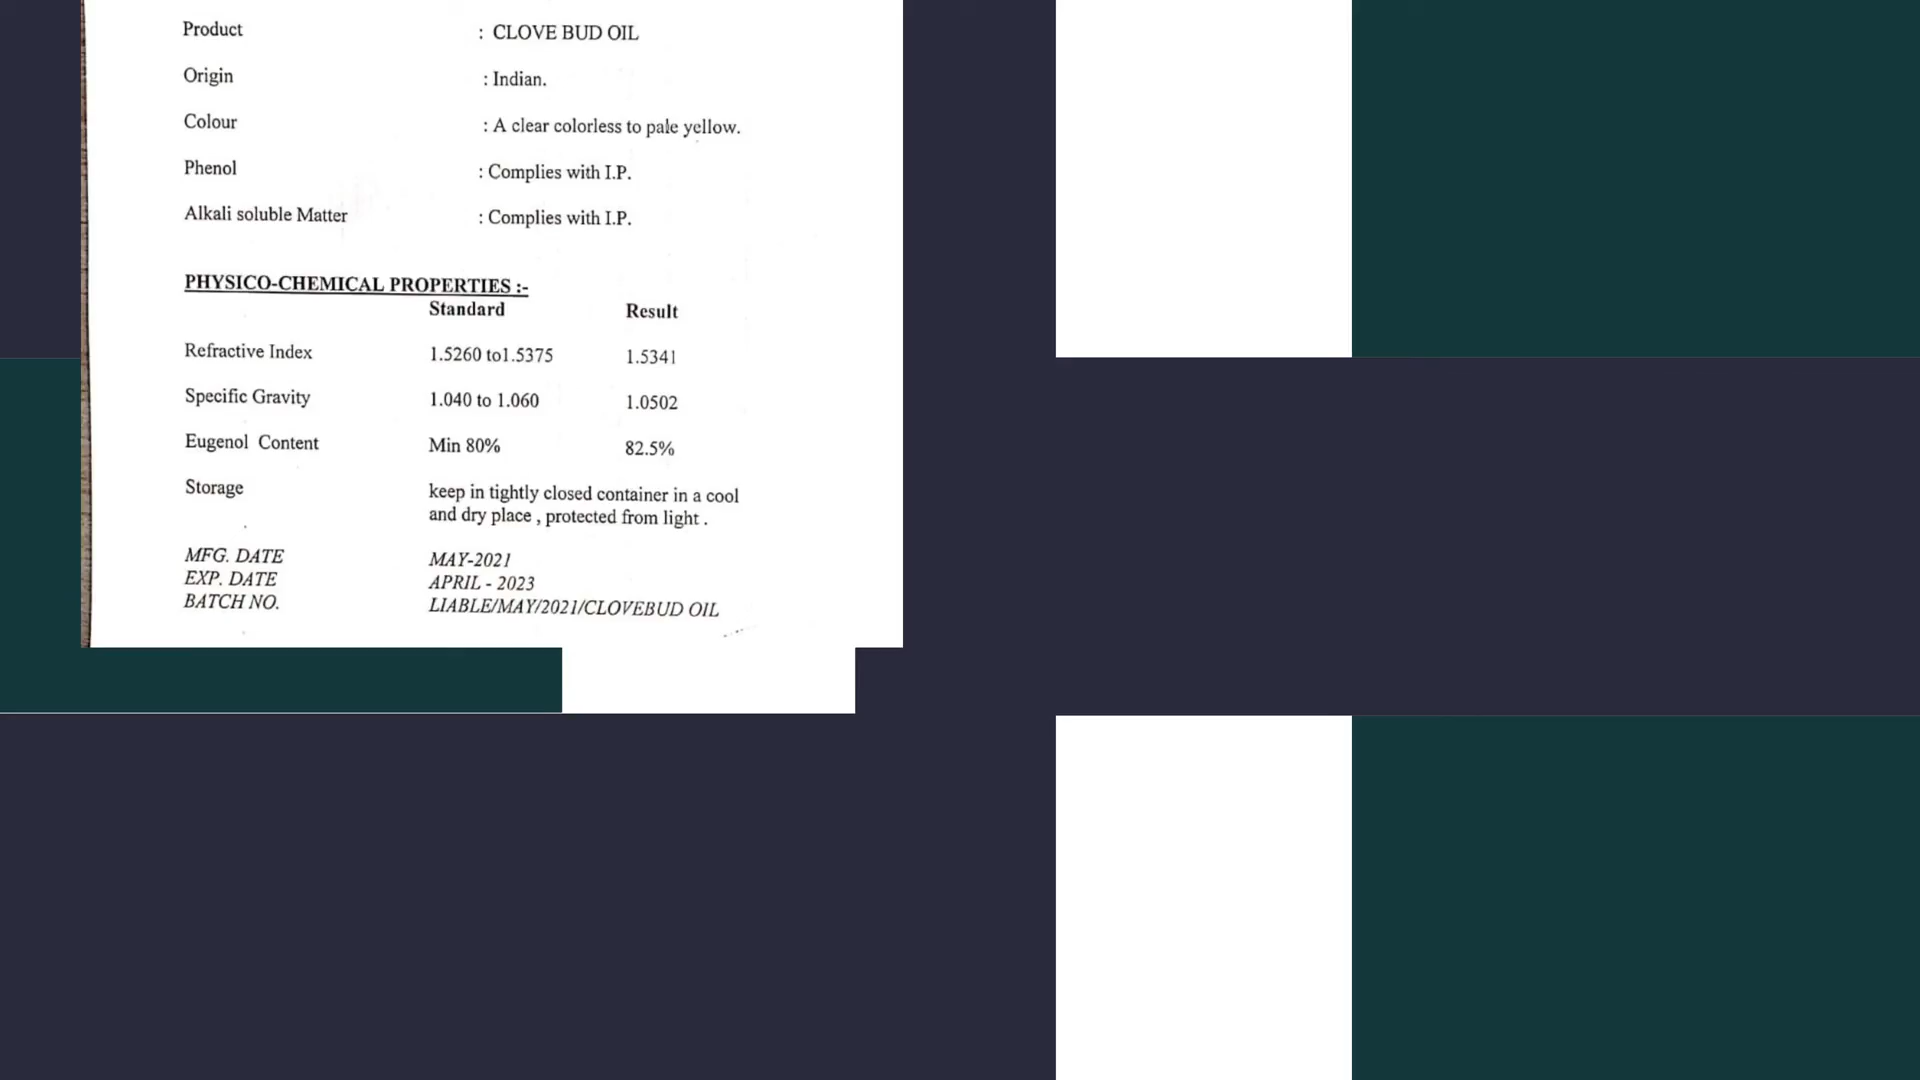 Product : CLOVE BUD OIL
Origin : Indian.
Colour : A clear colorless to pale yellow.
Phenol : Complies with I.P.
Alkali soluble Matter : Complies with I.P.
PHYSICO-CHEMICAL PROPERTIES :-
Standard Result
Refractive Index 1.5260 to1.5375 1.5341
Specific Gravity 1.040 to 1.060 1.0502
Eugenol Content Min 80% 82.5%
Storage keep in tightly closed container in a cool
and dry place , protected from light .
MFG. DATE MAY-2021
EXP. DATE APRIL - 2023
BATCH NO. LIABLE/MAY/2021/CLOVEBUD OIL